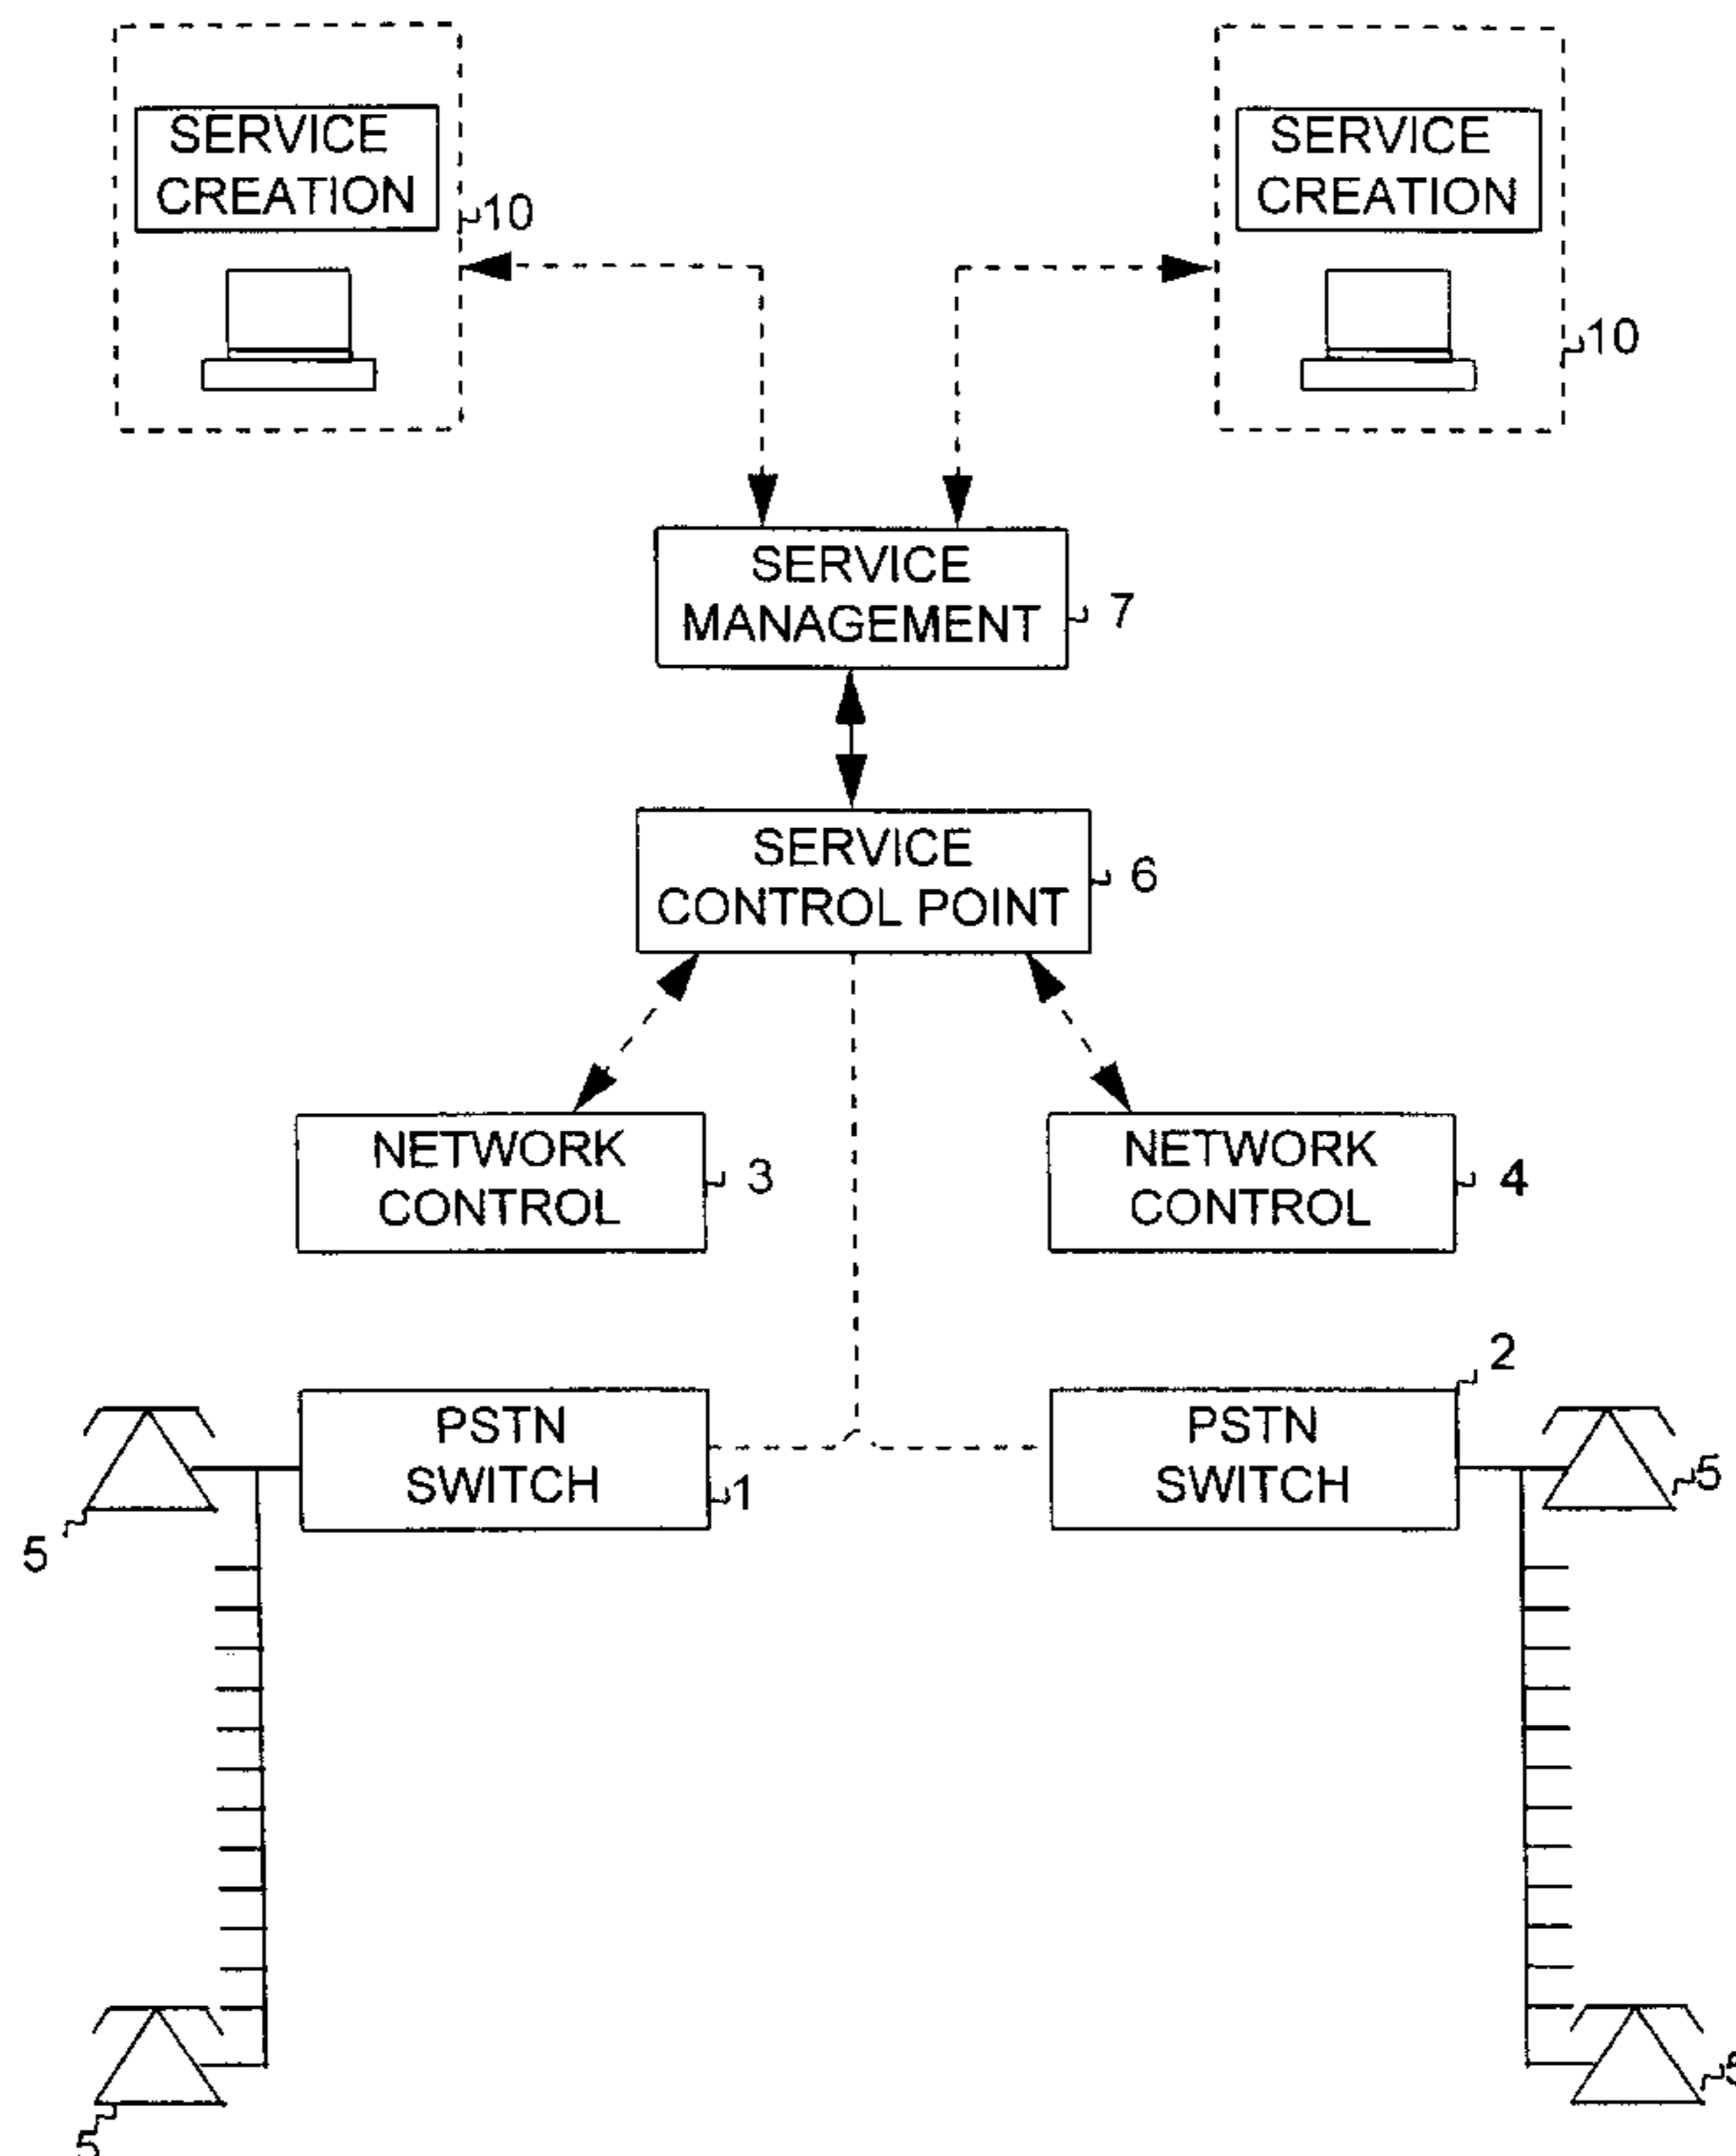 SERVICE
CREATION
10
SERVICE
CREATION
10
SERVICE
MANAGEMENT
7
SERVICE
CONTROL POINT
6
NETWORK
CONTROL
3
NETWORK
CONTROL
4
PSTN
SWITCH
1
PSTN
SWITCH
2
5
5
5
5